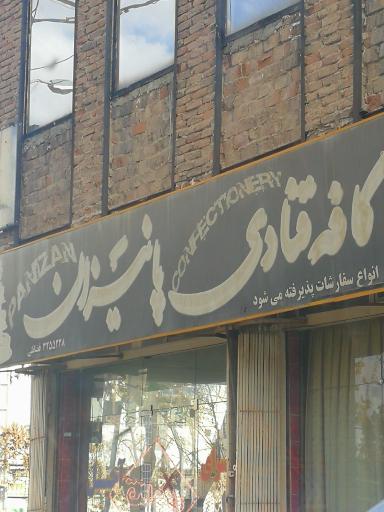 کافه قنادی پانیذان
CONFECTIONERY PANIZAN
انواع سفارشات پذیرفته می شود